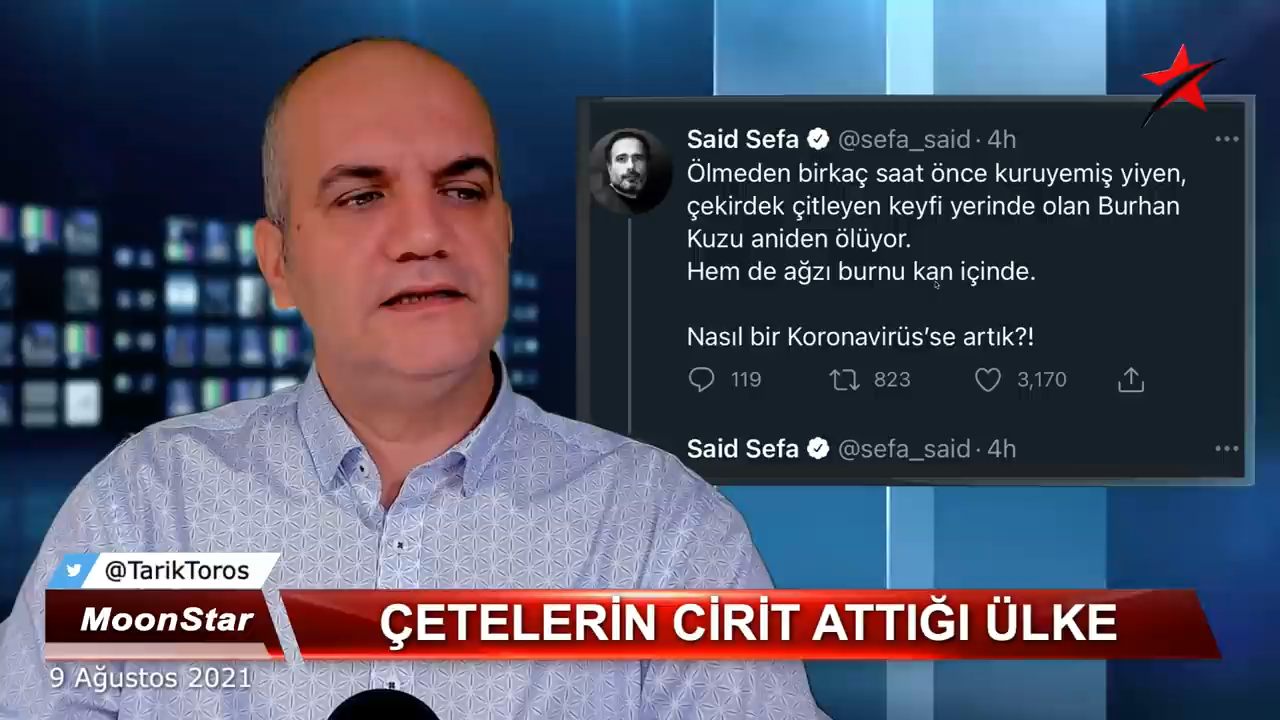 Said Sefa @sefa_said · 4h
Ölmeden birkaç saat önce kuruyemiş yiyen,
çekirdek çitleyen keyfi yerinde olan Burhan
Kuzu aniden ölüyor.
Hem de ağzı burnu kan içinde.
Nasıl bir Koronavirüs’se artık?!
119 823 3,170
Said Sefa @sefa_said · 4h
@TarikToros
MoonStar
ÇETELERİN CİRİT ATTIĞI ÜLKE
9 Ağustos 2021